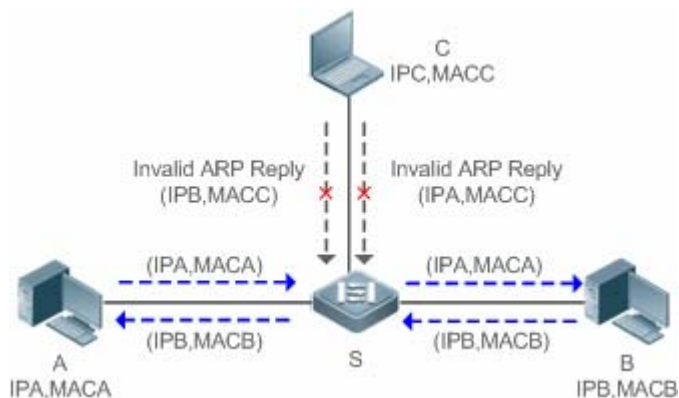 C
IPC,MACC
Invalid ARP Reply
(IPB,MACC)
Invalid ARP Reply
(IPA,MACC)
(IPA,MACA)
(IPA,MACA)
(IPB,MACB)
(IPB,MACB)
A
IPA,MACA
S
B
IPB,MACB